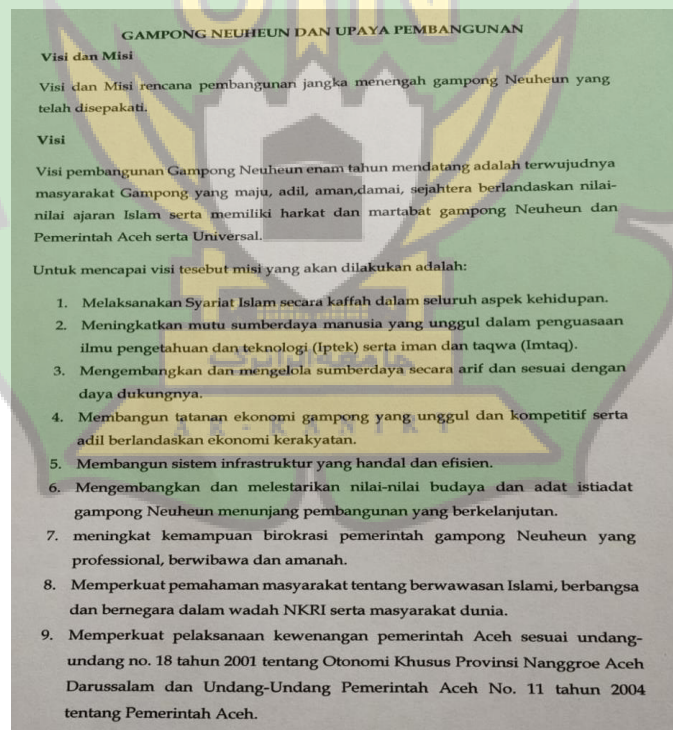 UIN
GAMPONG NEUHEUN DAN UPAYA PEMBANGUNAN
Visi dan Misi
Visi dan Misi rencana pembangunan jangka menengah gampong Neuheun yang
telah disepakati.
Visi
Visi pembangunan Gampong Neuheun enam tahun mendatang adalah terwujudnya
masyarakat Gampong yang maju, adil, aman,damai, sejahtera berlandaskan nilai-
nilai ajaran Islam serta memiliki harkat dan martabat gampong Neuheun dan
Pemerintah Aceh serta Universal.
Untuk mencapai visi tesebut misi yang akan dilakukan adalah:
1. Melaksanakan Syariat Islam secara kaffah dalam seluruh aspek kehidupan.
2. Meningkatkan mutu sumberdaya manusia yang unggul dalam penguasaan
ilmu pengetahuan dan teknologi (Iptek) serta iman dan taqwa (Imtaq).
جامعة الرانري
3. Mengembangkan dan mengelola sumberdaya secara arif dan sesuai dengan
daya dukungnya.
4. Membangun tatanan ekonomi gampong yang unggul dan kompetitif serta
adil berlandaskan ekonomi kerakyatan.
AR-RANIRY
5. Membangun sistem infrastruktur yang handal dan efisien.
6. Mengembangkan dan melestarikan nilai-nilai budaya dan adat istiadat
gampong Neuheun menunjang pembangunan yang berkelanjutan.
7. meningkat kemampuan birokrasi pemerintah gampong Neuheun yang
professional, berwibawa dan amanah.
8. Memperkuat pemahaman masyarakat tentang berwawasan Islami, berbangsa
dan bernegara dalam wadah NKRI serta masyarakat dunia.
9. Memperkuat pelaksanaan kewenangan pemerintah Aceh sesuai undang-
undang no. 18 tahun 2001 tentang Otonomi Khusus Provinsi Nanggroe Aceh
Darussalam dan Undang-Undang Pemerintah Aceh No. 11 tahun 2004
tentang Pemerintah Aceh.